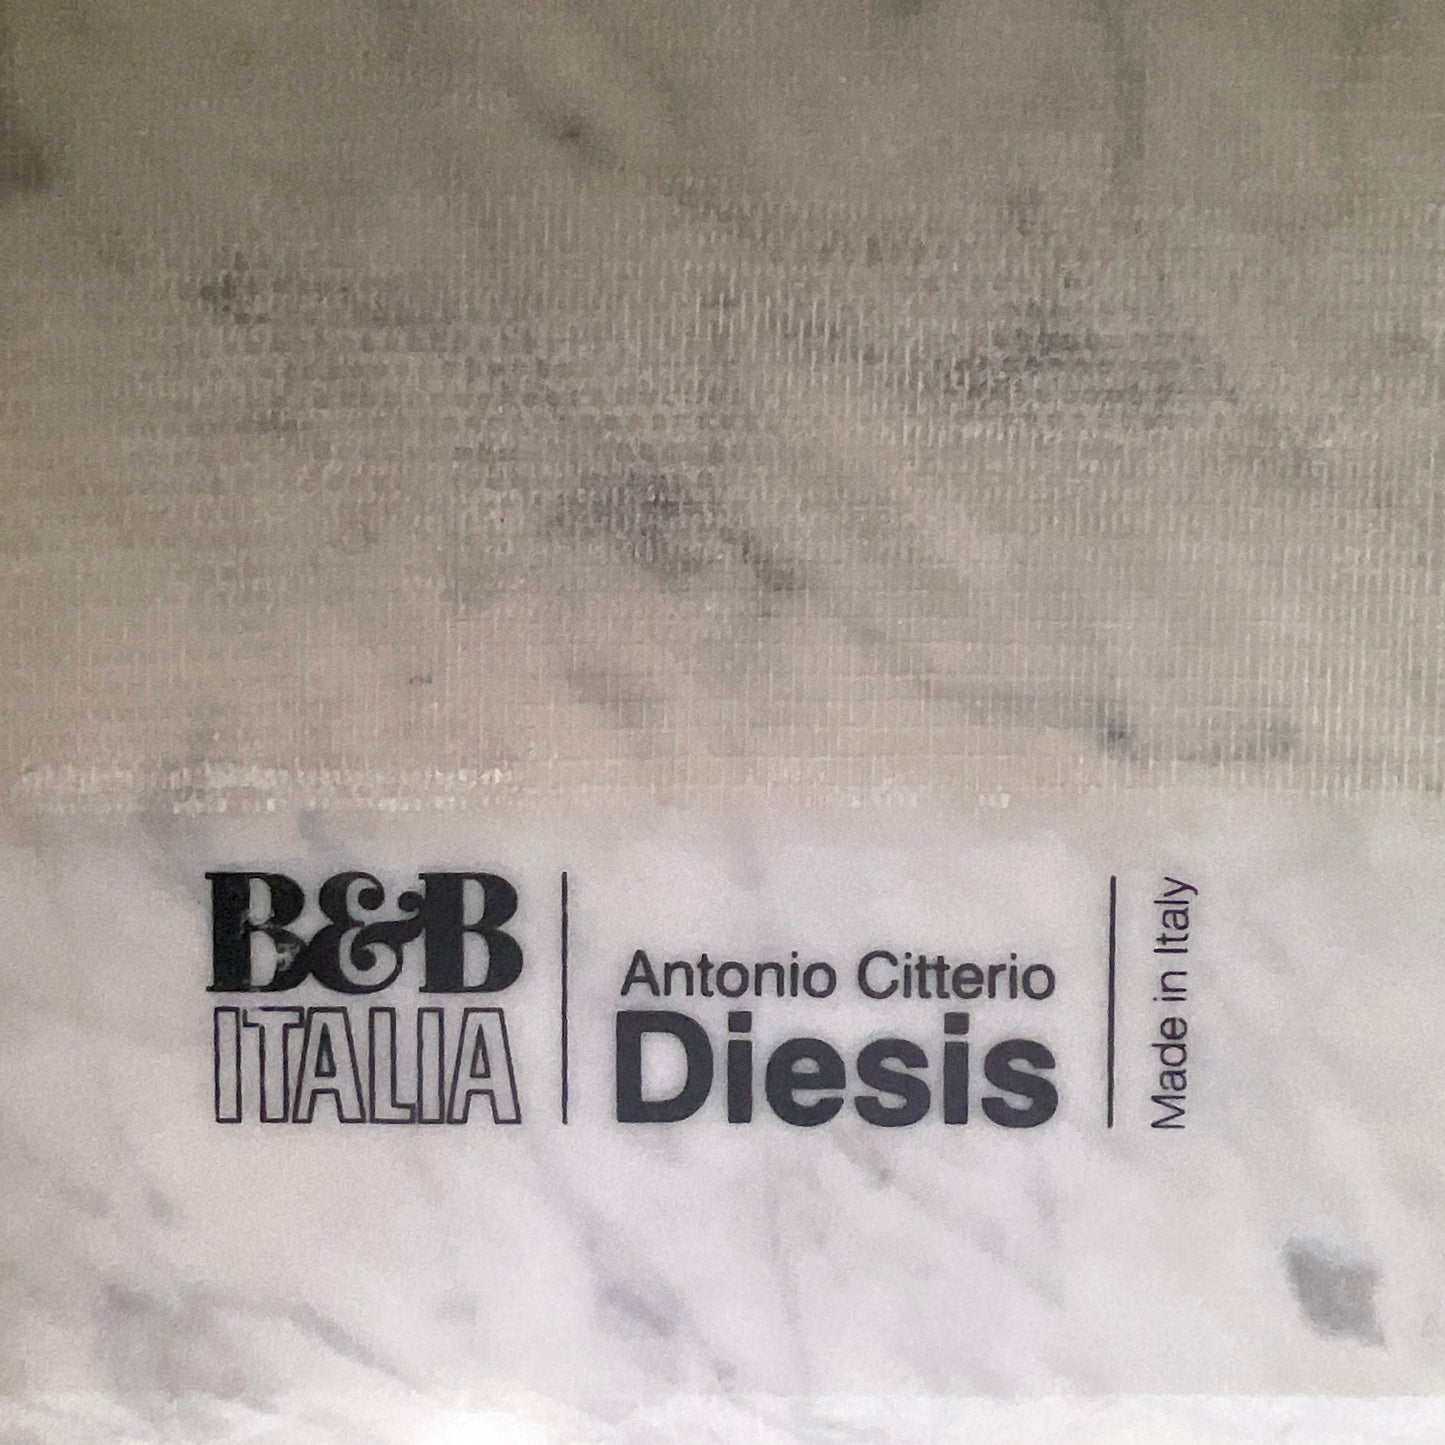 B&B
ITALIA
Antonio Citterio
Diesis
Made in Italy